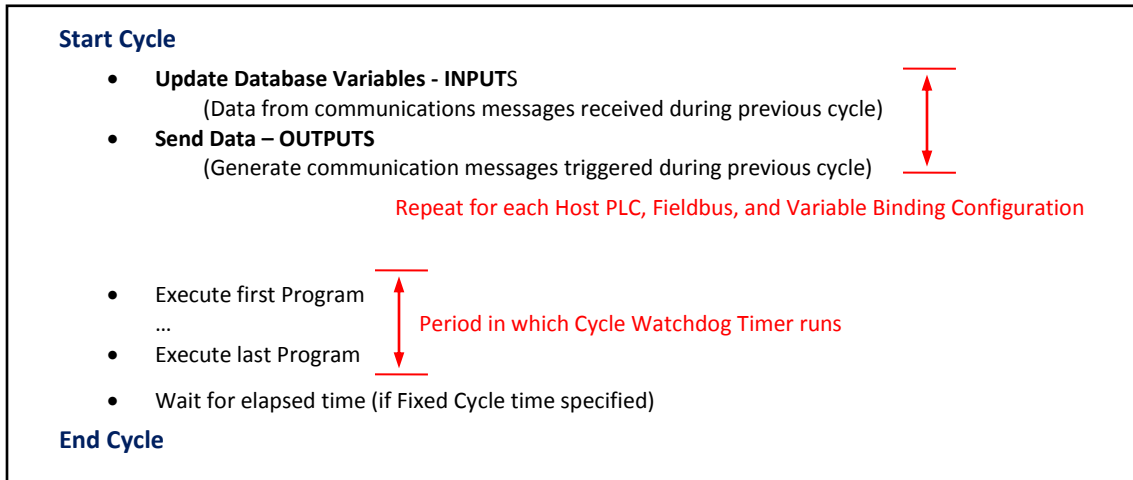 Start Cycle
• Update Database Variables - INPUTS
(Data from communications messages received during previous cycle)
• Send Data – OUTPUTS
(Generate communication messages triggered during previous cycle)
Repeat for each Host PLC, Fieldbus, and Variable Binding Configuration
• Execute first Program
...
Period in which Cycle Watchdog Timer runs
• Execute last Program
• Wait for elapsed time (if Fixed Cycle time specified)
End Cycle